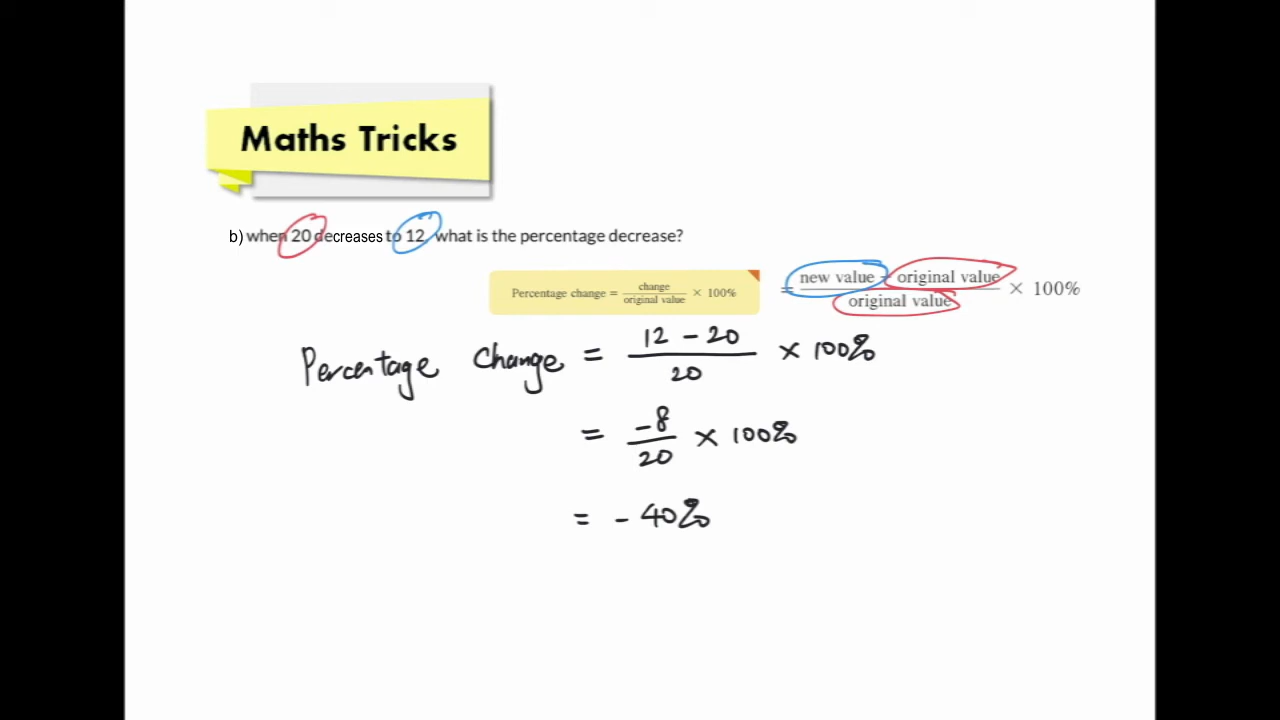 Maths Tricks
b) when 20 decreases to 12, what is the percentage decrease?
Percentage change = change / original value × 100% = new value − original value / original value × 100%
Percentage Change = 12 − 20 / 20 × 100%
= −8 / 20 × 100%
= −40%